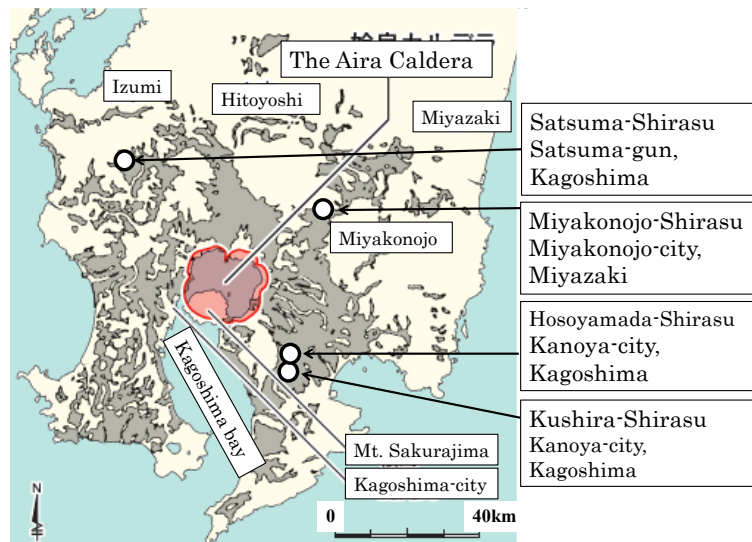 The Aira Caldera
Izumi
Hitoyoshi
Miyazaki
Satsuma-Shirasu
Satsuma-gun,
Kagoshima
Miyakonojo-Shirasu
Miyakonojo-city,
Miyazaki
Miyakonojo
Hosoyamada-Shirasu
Kanoya-city,
Kagoshima
Kushira-Shirasu
Kanoya-city,
Kagoshima
Kagoshima bay
Mt. Sakurajima
Kagoshima-city
N
0 40km